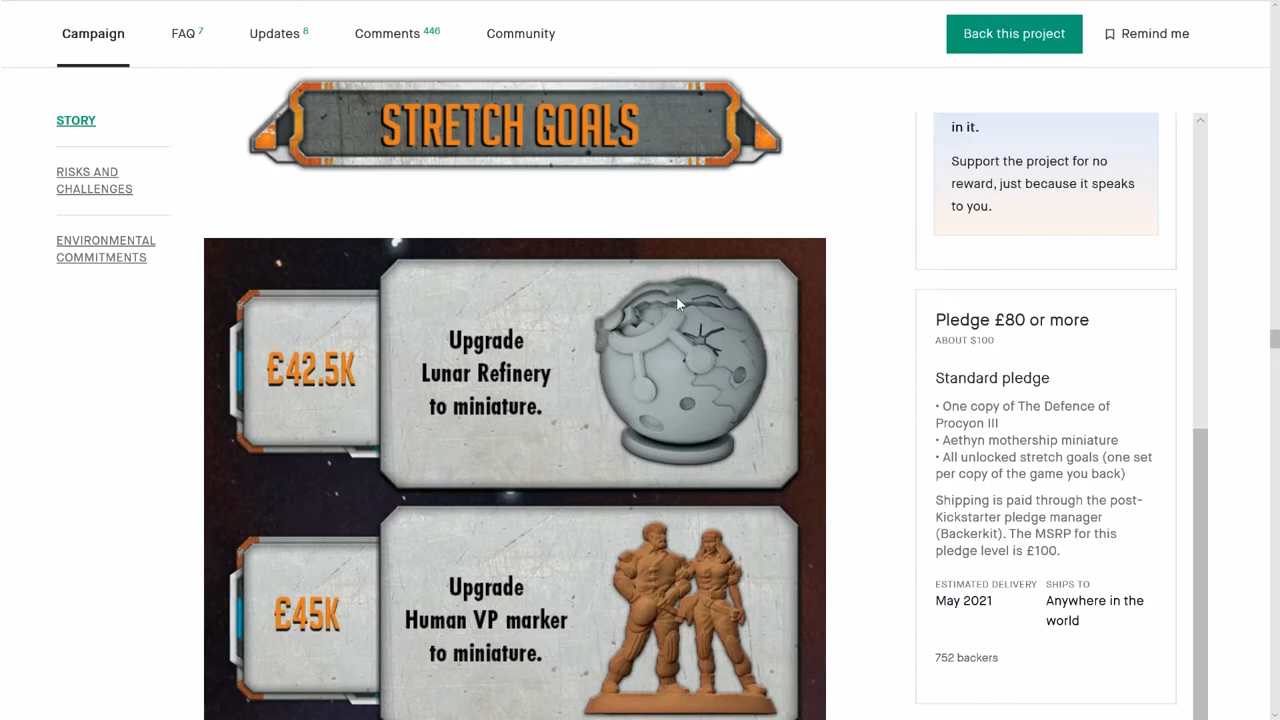 Campaign
FAQ 7
Updates 8
Comments 446
Community
Back this project
Remind me
STRETCH GOALS
STORY
RISKS AND
CHALLENGES
ENVIRONMENTAL
COMMITMENTS
£42.5K
Upgrade
Lunar Refinery
to miniature.
£45K
Upgrade
Human VP marker
to miniature.
in it.
Support the project for no
reward, just because it speaks
to you.
Pledge £80 or more
ABOUT $100
Standard pledge
• One copy of The Defence of
Procyon III
• Aethyn mothership miniature
• All unlocked stretch goals (one set
per copy of the game you back)
Shipping is paid through the post-
Kickstarter pledge manager
(Backerkit). The MSRP for this
pledge level is £100.
ESTIMATED DELIVERY
May 2021
SHIPS TO
Anywhere in the
world
752 backers